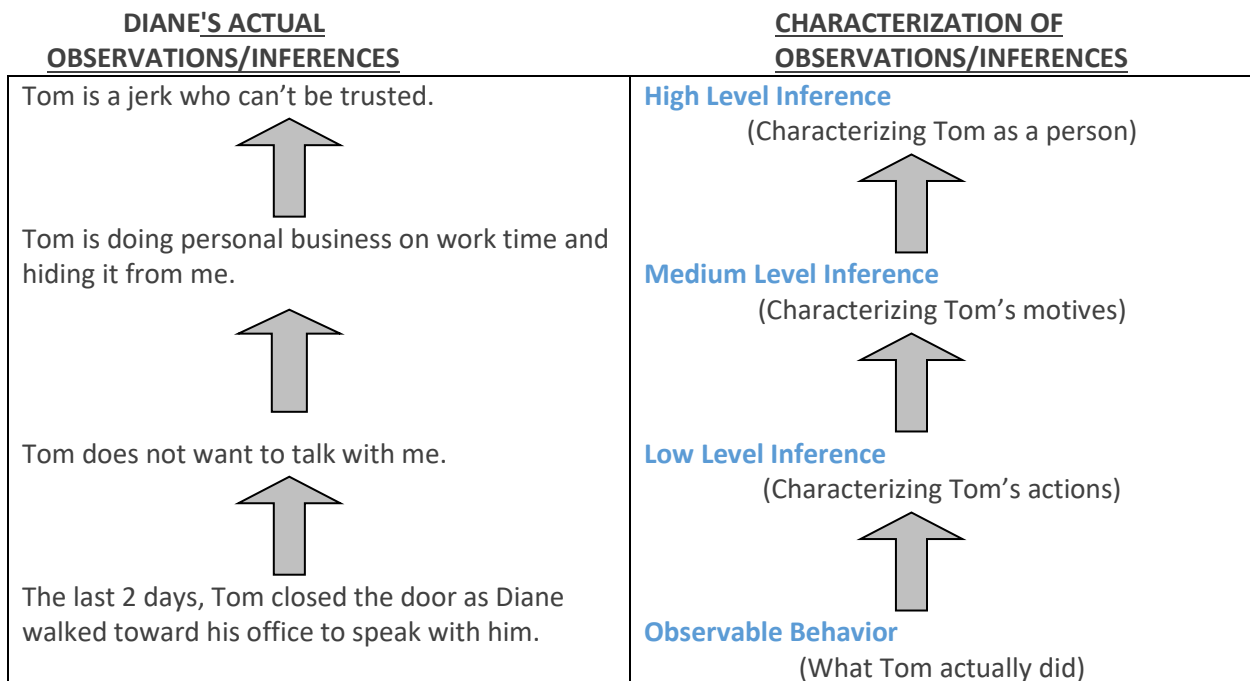 DIANE'S ACTUAL
OBSERVATIONS/INFERENCES
CHARACTERIZATION OF
OBSERVATIONS/INFERENCES
Tom is a jerk who can’t be trusted.
Tom is doing personal business on work time and
hiding it from me.
Tom does not want to talk with me.
The last 2 days, Tom closed the door as Diane
walked toward his office to speak with him.
High Level Inference
(Characterizing Tom as a person)
Medium Level Inference
(Characterizing Tom’s motives)
Low Level Inference
(Characterizing Tom’s actions)
Observable Behavior
(What Tom actually did)